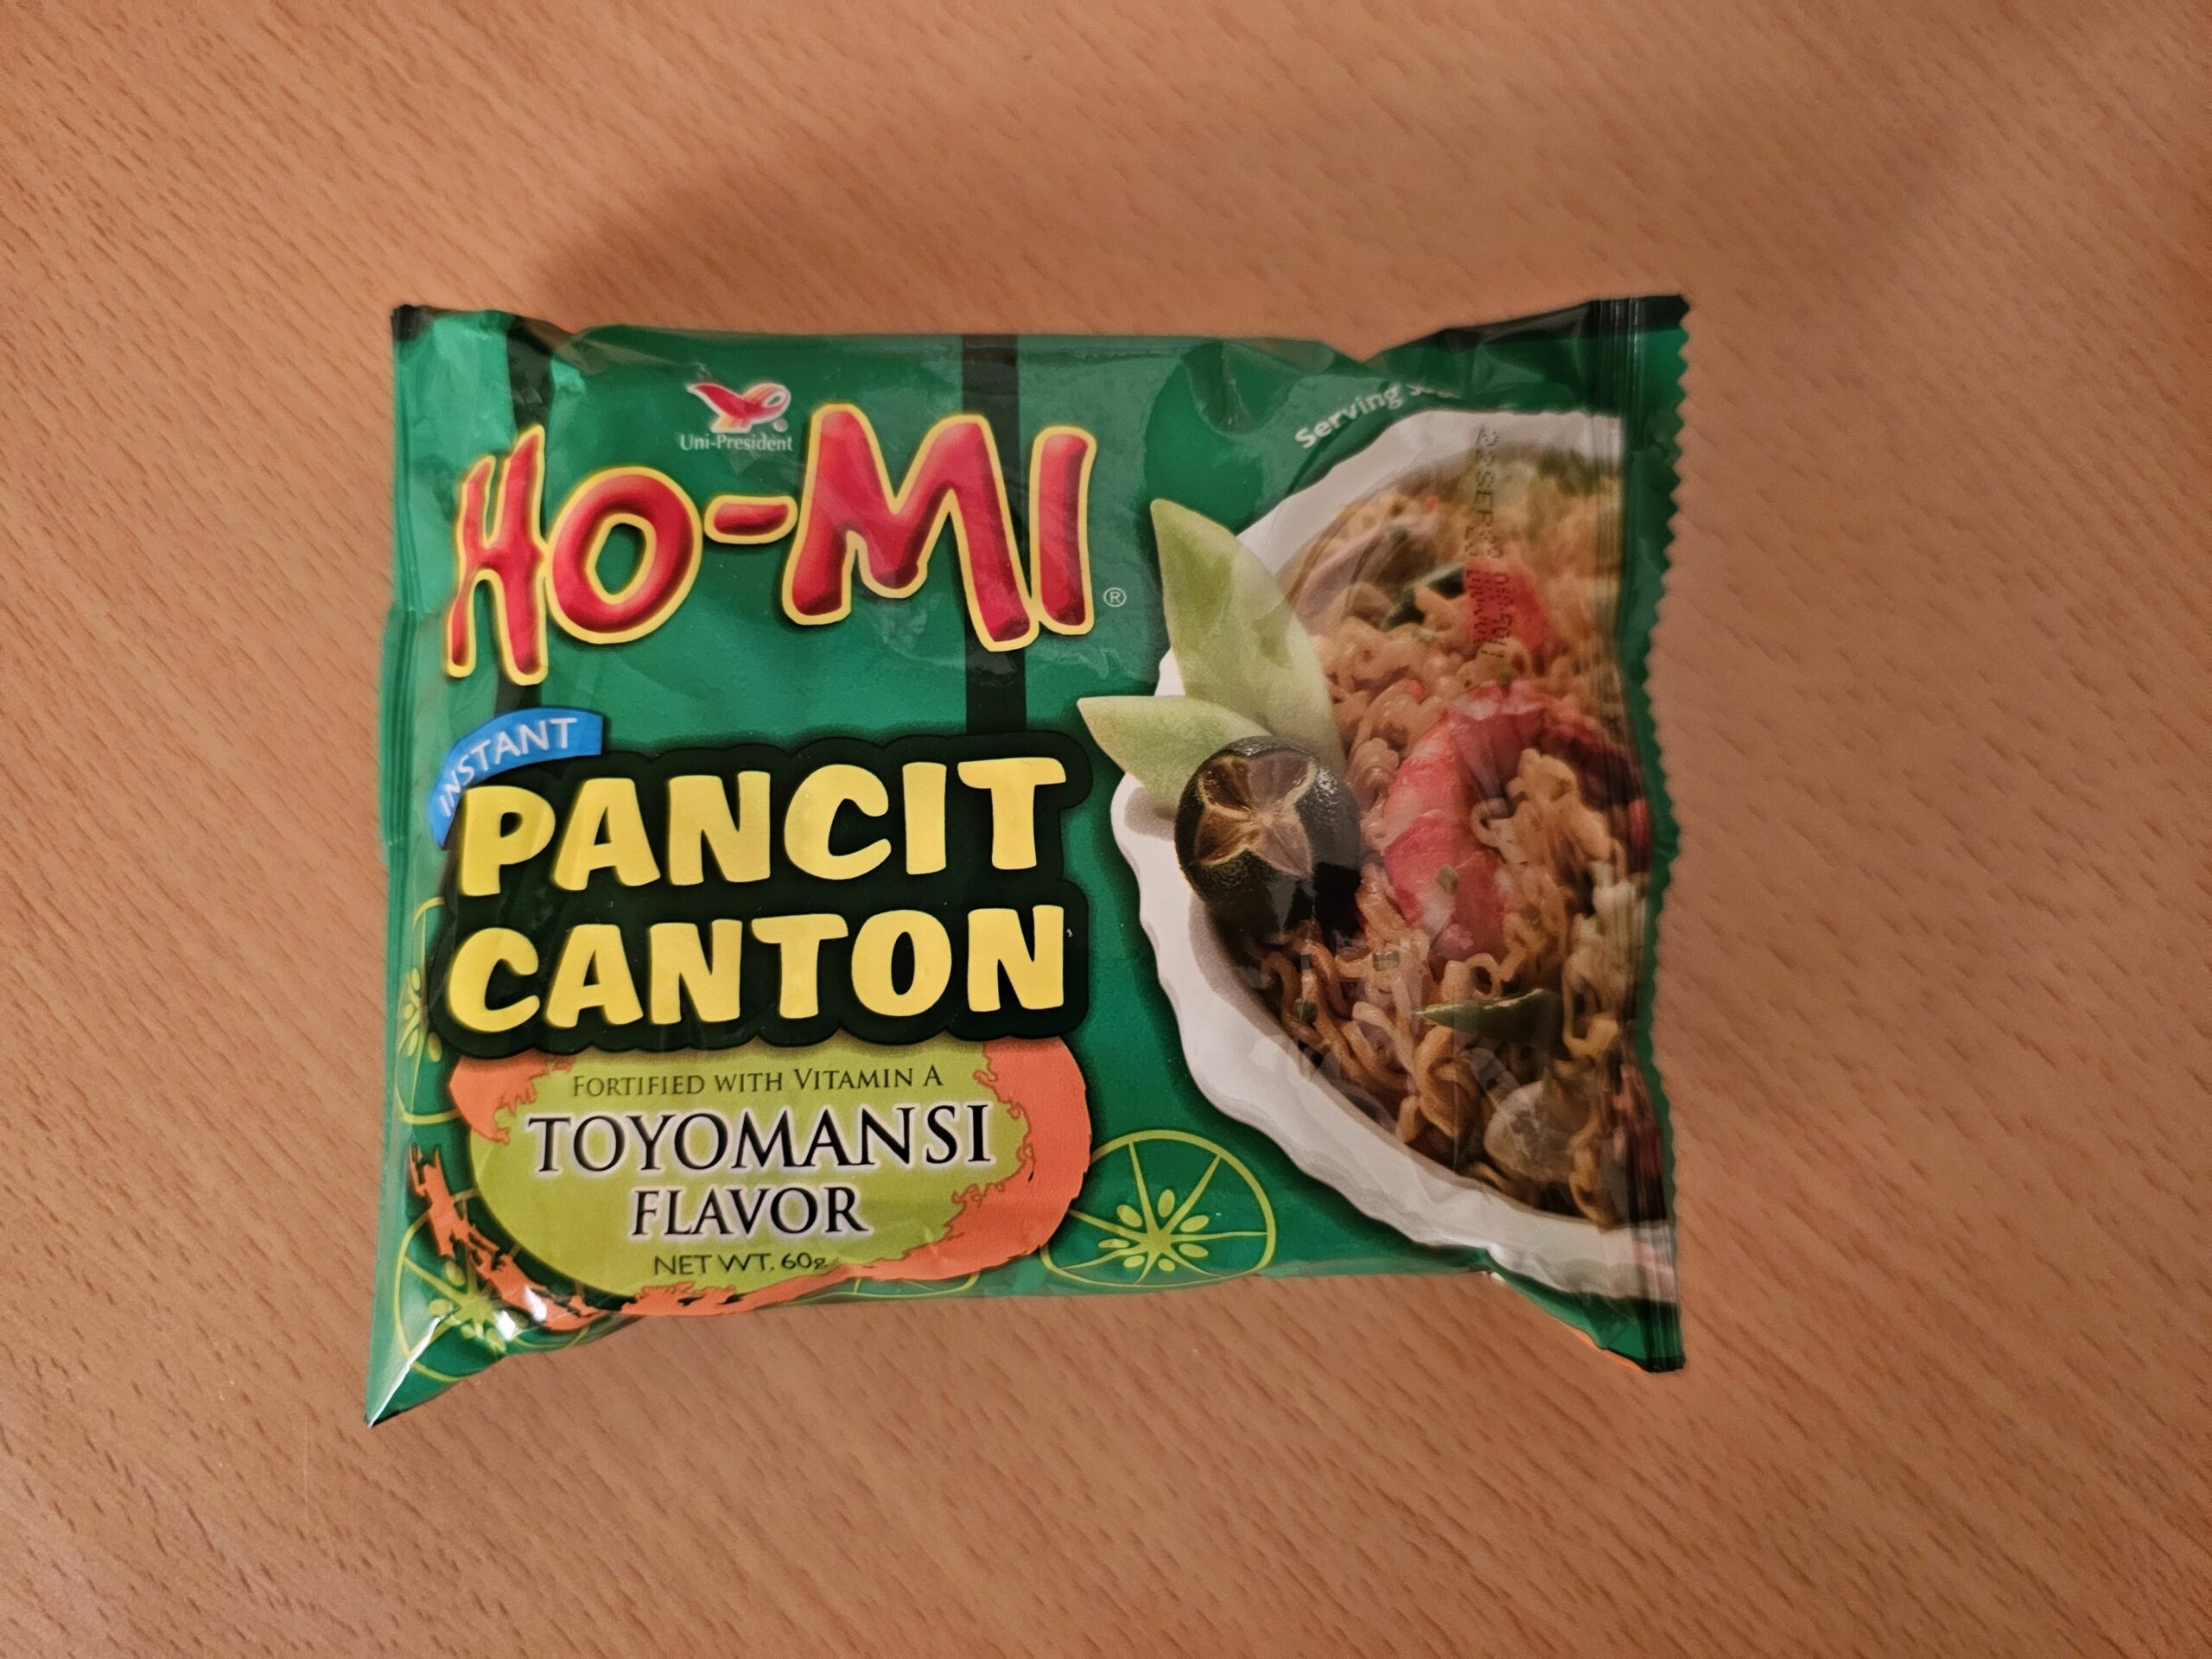 Uni-President
HO-MI®
Serving
INSTANT
PANCIT
CANTON
FORTIFIED WITH VITAMIN A
TOYOMANSI
FLAVOR
NET WT. 60g